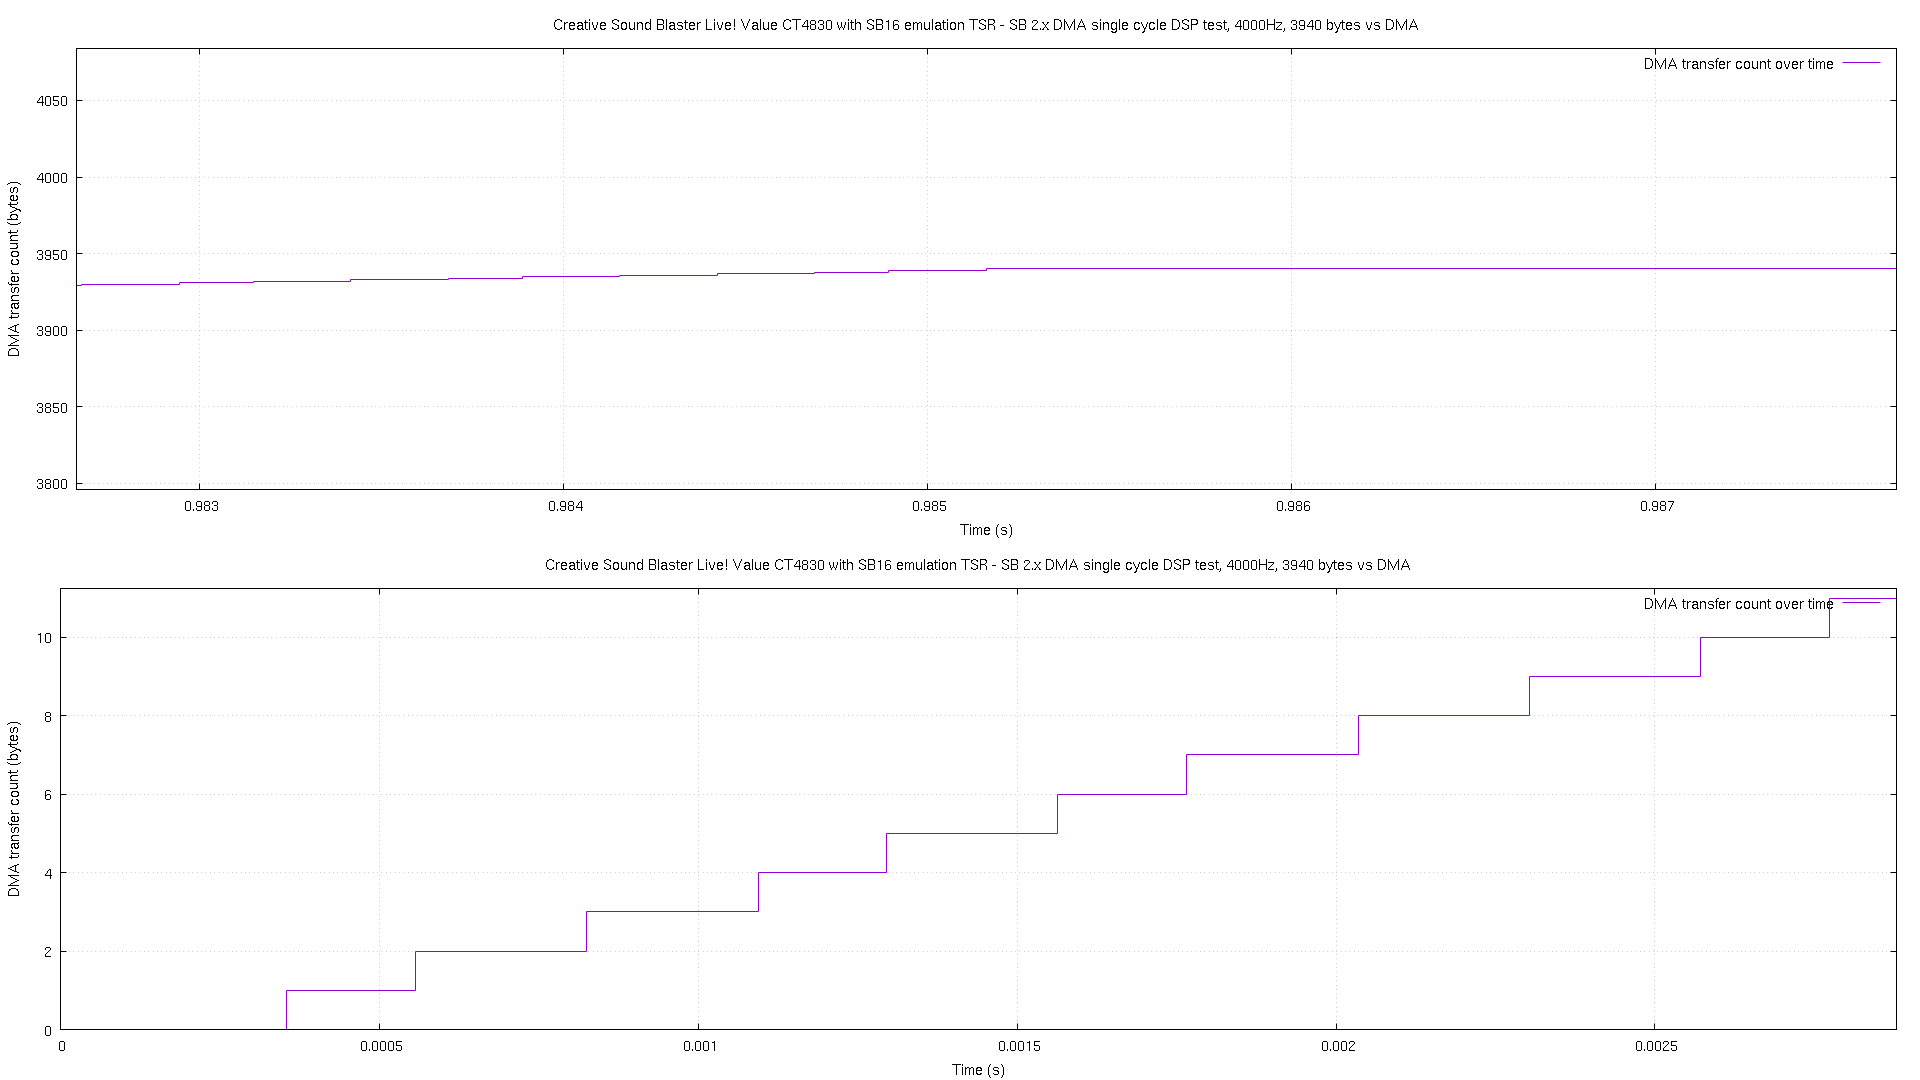 Creative Sound Blaster Live! Value CT4830 with SB16 emulation TSR - SB 2.x DMA single cycle DSP test, 4000Hz, 3940 bytes vs DMA
DMA transfer count over time
4050
4000
3950
3900
3850
3800
DMA transfer count (bytes)
0.983 0.984 0.985 0.986 0.987
Time (s)
Creative Sound Blaster Live! Value CT4830 with SB16 emulation TSR - SB 2.x DMA single cycle DSP test, 4000Hz, 3940 bytes vs DMA
DMA transfer count over time
10
8
6
4
2
0
DMA transfer count (bytes)
0 0.0005 0.001 0.0015 0.002 0.0025
Time (s)